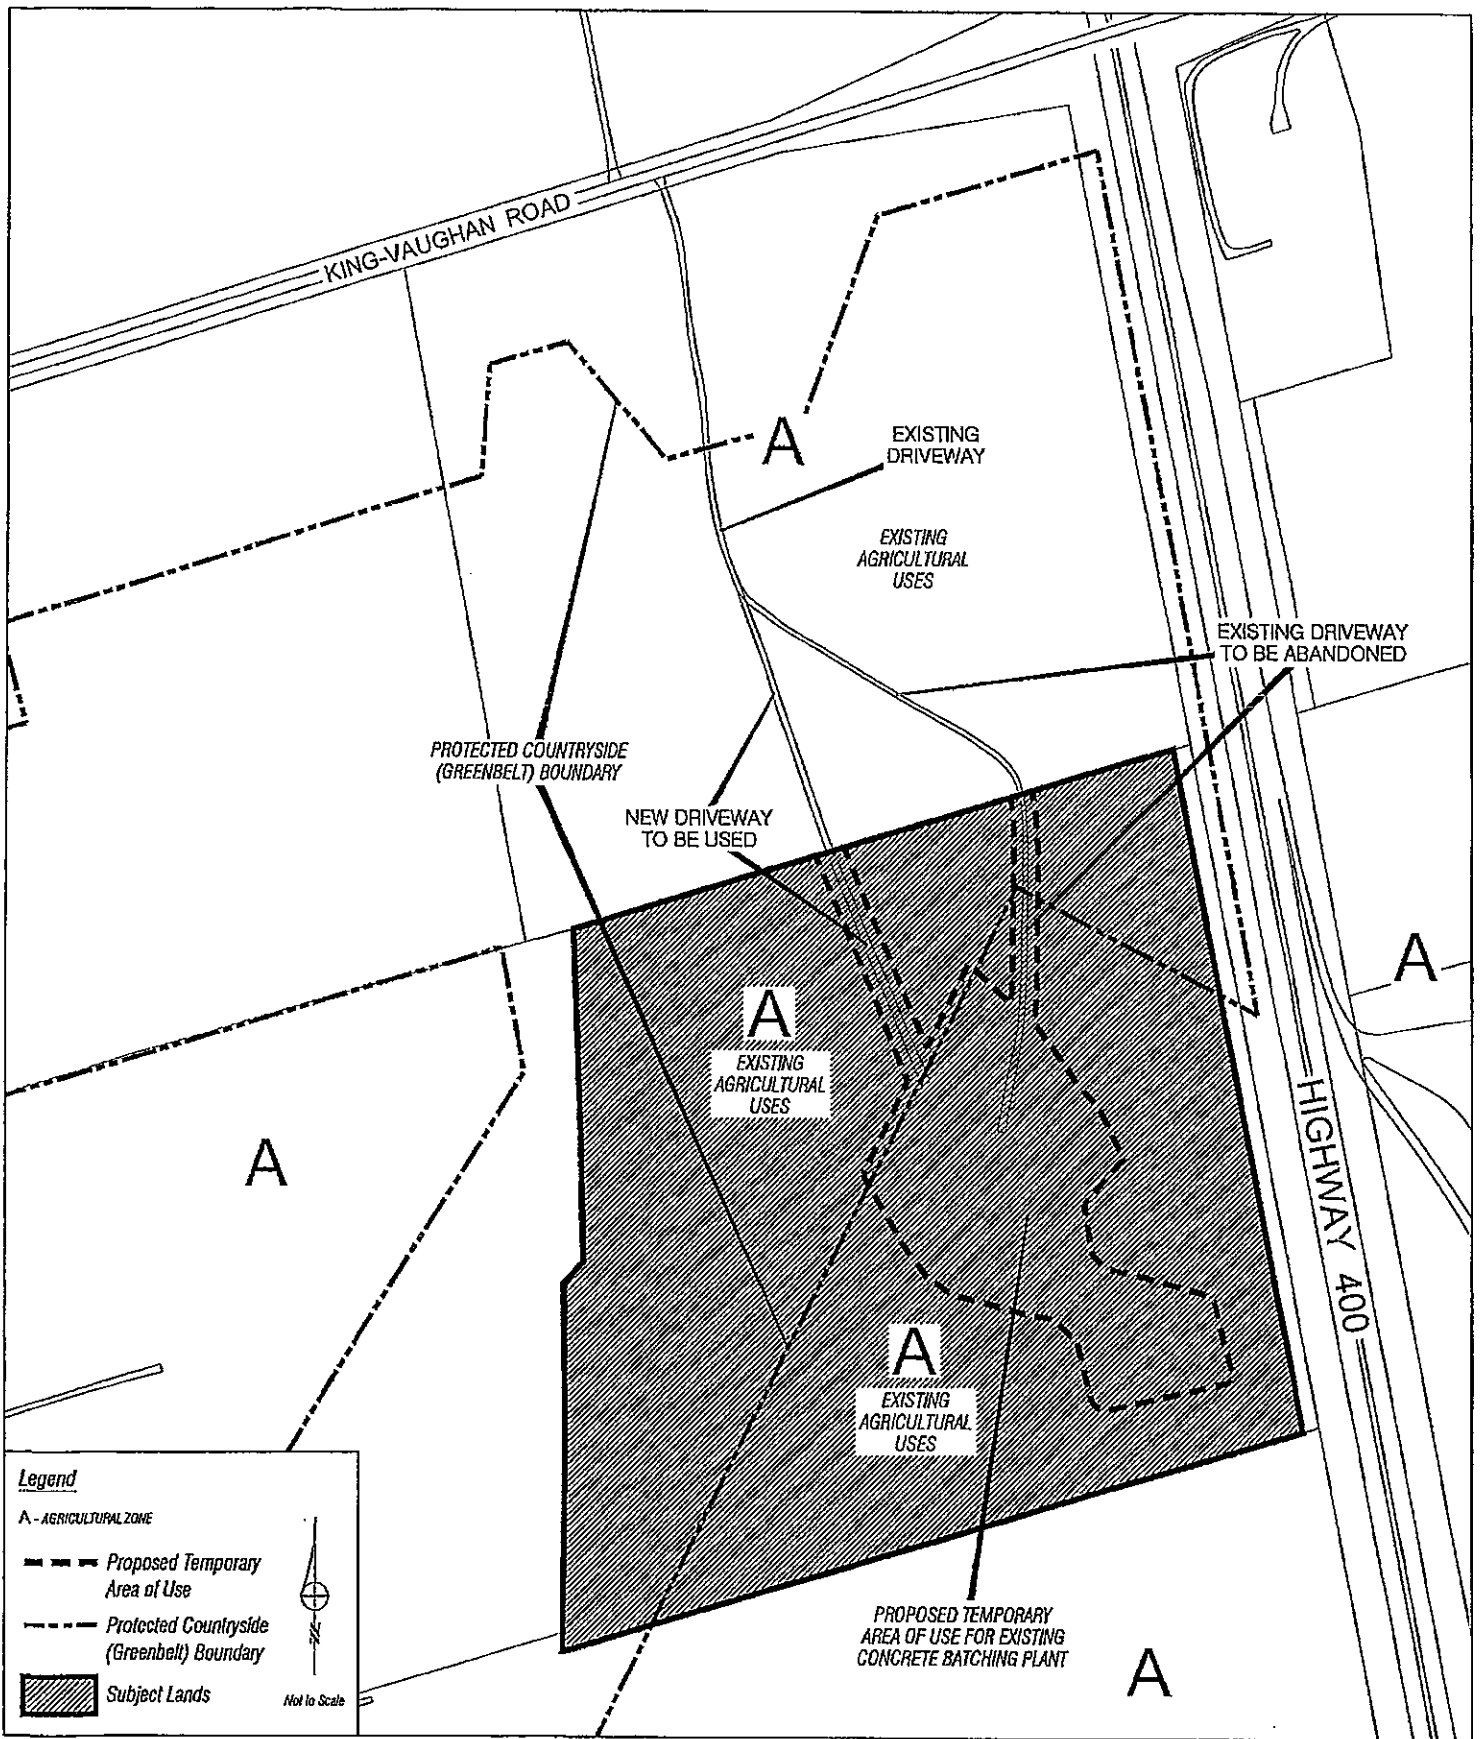 KING-VAUGHAN ROAD
A
EXISTING
DRIVEWAY
EXISTING
AGRICULTURAL
USES
EXISTING DRIVEWAY
TO BE ABANDONED
PROTECTED COUNTRYSIDE
(GREENBELT) BOUNDARY
NEW DRIVEWAY
TO BE USED
A
A
EXISTING
AGRICULTURAL
USES
A
HIGHWAY 400
A
EXISTING
AGRICULTURAL
USES
PROPOSED TEMPORARY
AREA OF USE FOR EXISTING
CONCRETE BATCHING PLANT
A
Legend
A - AGRICULTURAL ZONE
Proposed Temporary
Area of Use
Protected Countryside
(Greenbelt) Boundary
Subject Lands
Not to Scale